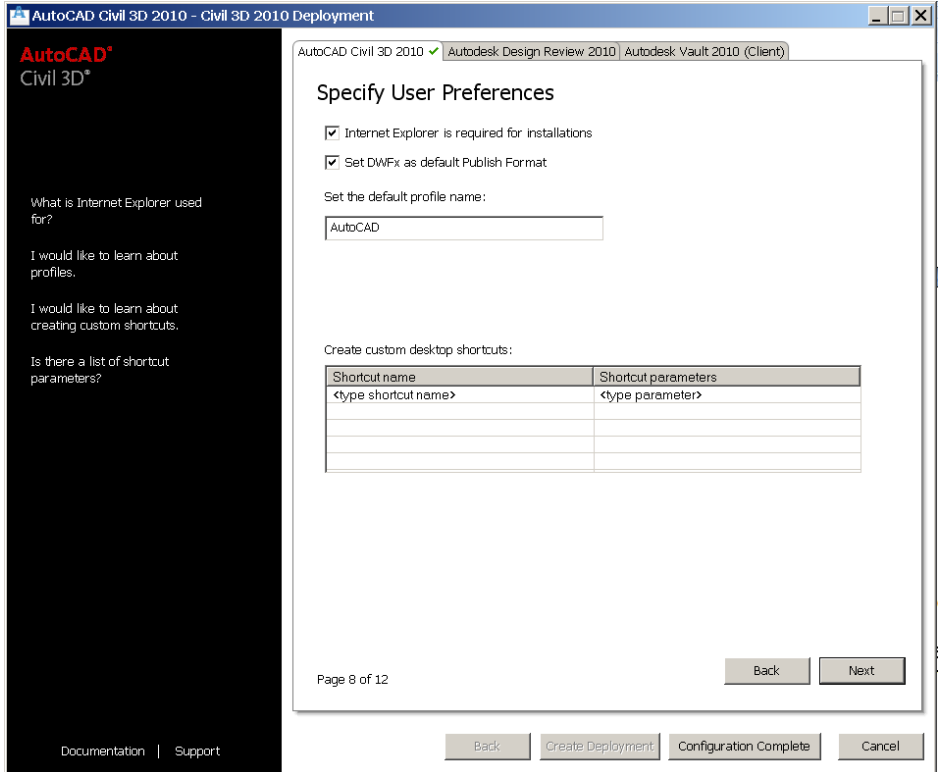 AutoCAD Civil 3D 2010 - Civil 3D 2010 Deployment
AutoCAD®
Civil 3D®
What is Internet Explorer used
for?
I would like to learn about
profiles.
I would like to learn about
creating custom shortcuts.
Is there a list of shortcut
parameters?
Documentation | Support
AutoCAD Civil 3D 2010 ✓ Autodesk Design Review 2010 Autodesk Vault 2010 (Client)
Specify User Preferences
Internet Explorer is required for installations
Set DWFx as default Publish Format
Set the default profile name:
AutoCAD
Create custom desktop shortcuts:
Shortcut name Shortcut parameters
<type shortcut name> <type parameter>
Page 8 of 12
Back Next
Back Create Deployment Configuration Complete Cancel